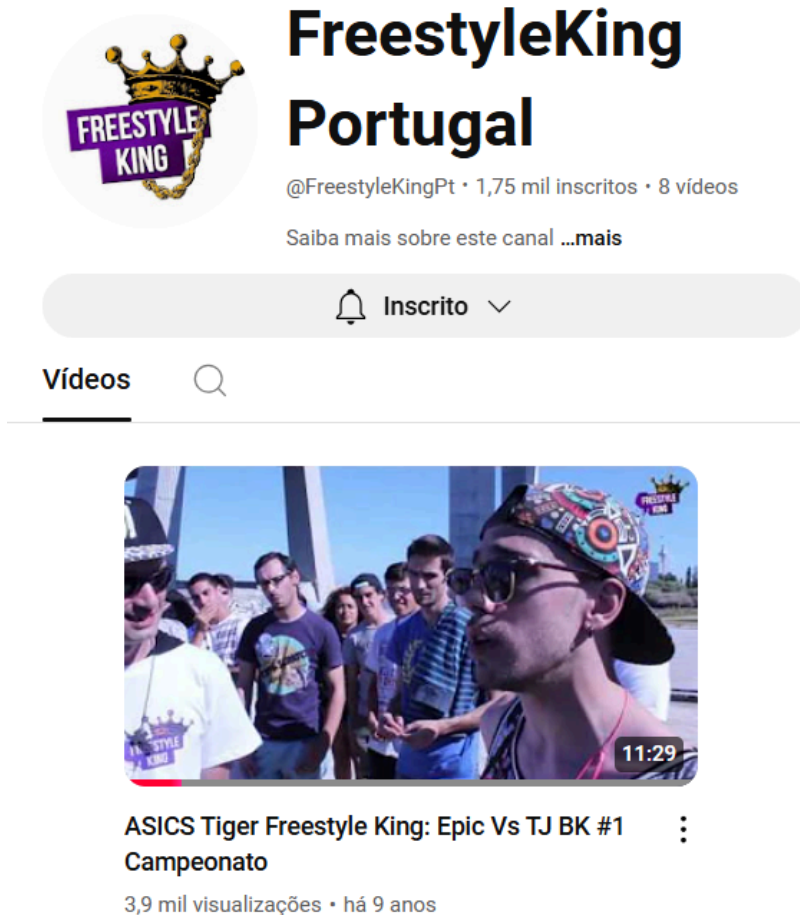 FreestyleKing
Portugal
FREESTYLE
KING
@FreestyleKingPt • 1,75 mil inscritos • 8 vídeos
Saiba mais sobre este canal ...mais
Inscrito
Vídeos
FREESTYLE
KING
KING
11:29
ASICS Tiger Freestyle King: Epic Vs TJ BK #1
Campeonato
3,9 mil visualizações • há 9 anos